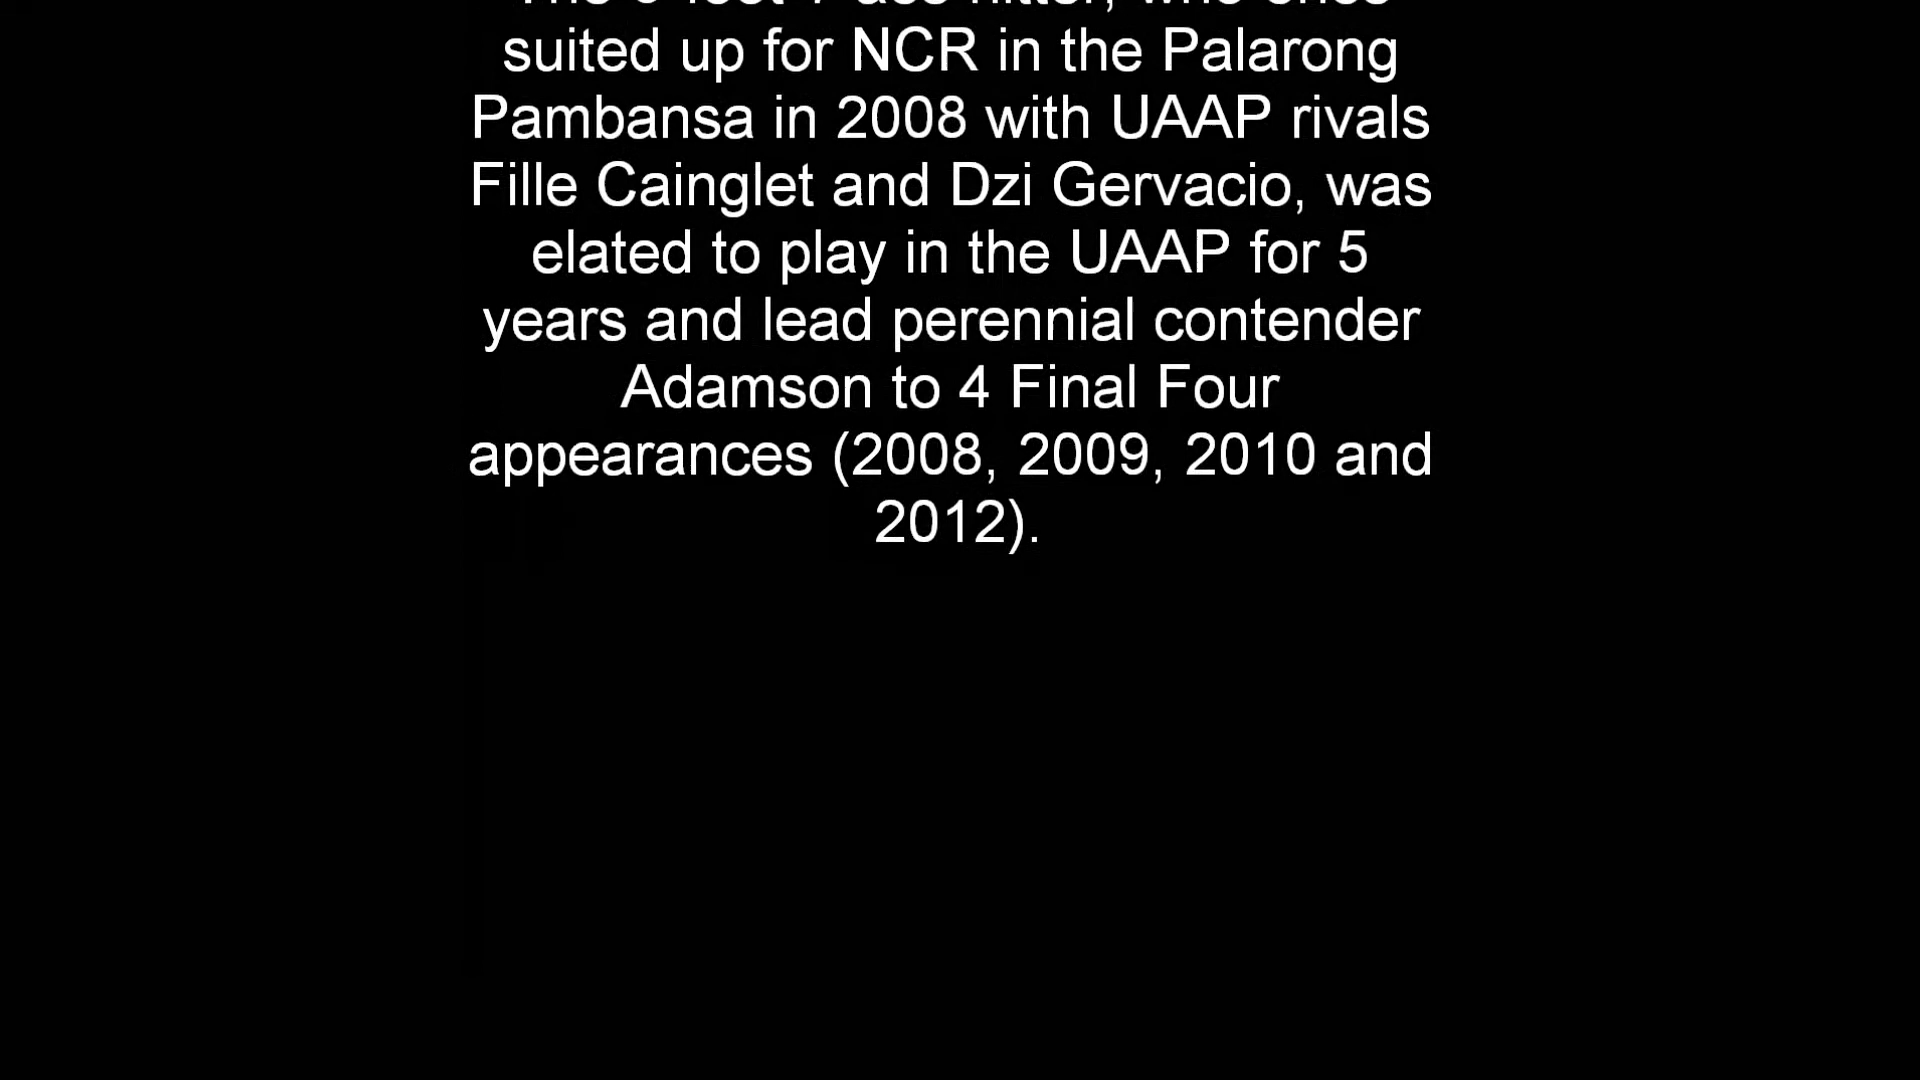 suited up for NCR in the Palarong
Pambansa in 2008 with UAAP rivals
Fille Cainglet and Dzi Gervacio, was
elated to play in the UAAP for 5
years and lead perennial contender
Adamson to 4 Final Four
appearances (2008, 2009, 2010 and
2012).